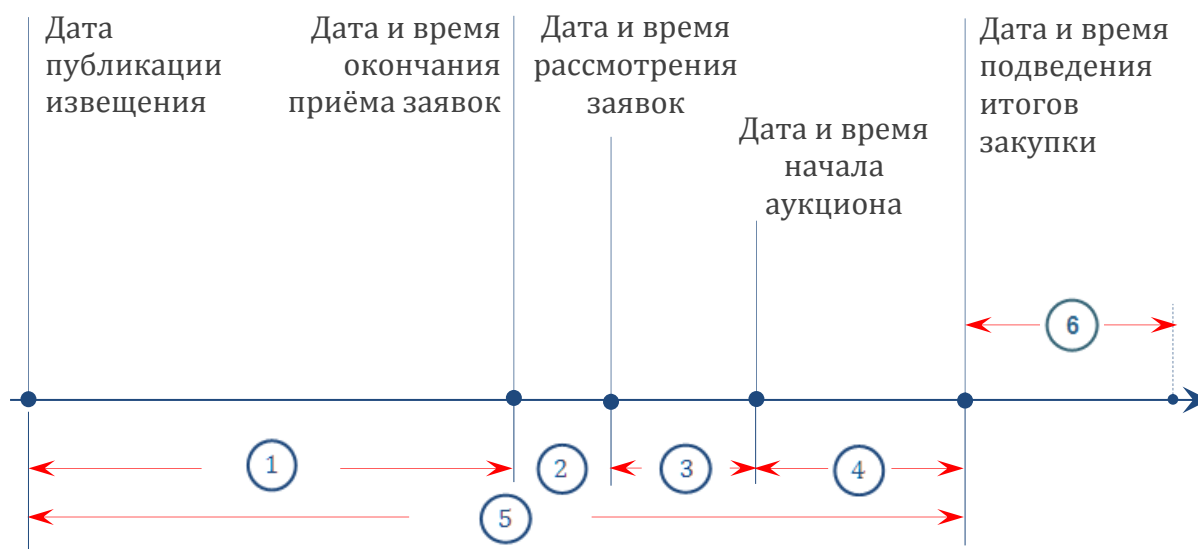 Дата
публикации
извещения
Дата и время
окончания
приёма заявок
Дата и время
рассмотрения
заявок
Дата и время
начала
аукциона
Дата и время
подведения
итогов
закупки
6
1
2
3
4
5